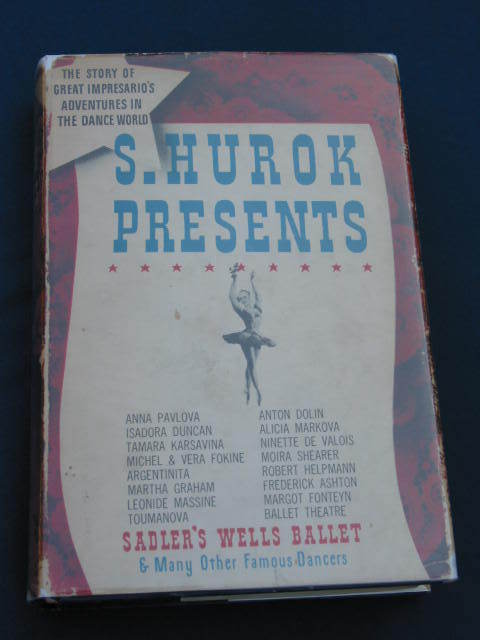 THE STORY OF
GREAT IMPRESARIO'S
ADVENTURES IN
THE DANCE WORLD
S. HUROK
PRESENTS
ANNA PAVLOVA
ISADORA DUNCAN
TAMARA KARSAVINA
MICHEL & VERA FOKINE
ARGENTINITA
MARTHA GRAHAM
LEONIDE MASSINE
TOUMANOVA
ANTON DOLIN
ALICIA MARKOVA
NINETTE DE VALOIS
MOIRA SHEARER
ROBERT HELPMANN
FREDERICK ASHTON
MARGOT FONTEYN
BALLET THEATRE
SADLER'S WELLS BALLET
& Many Other Famous Dancers